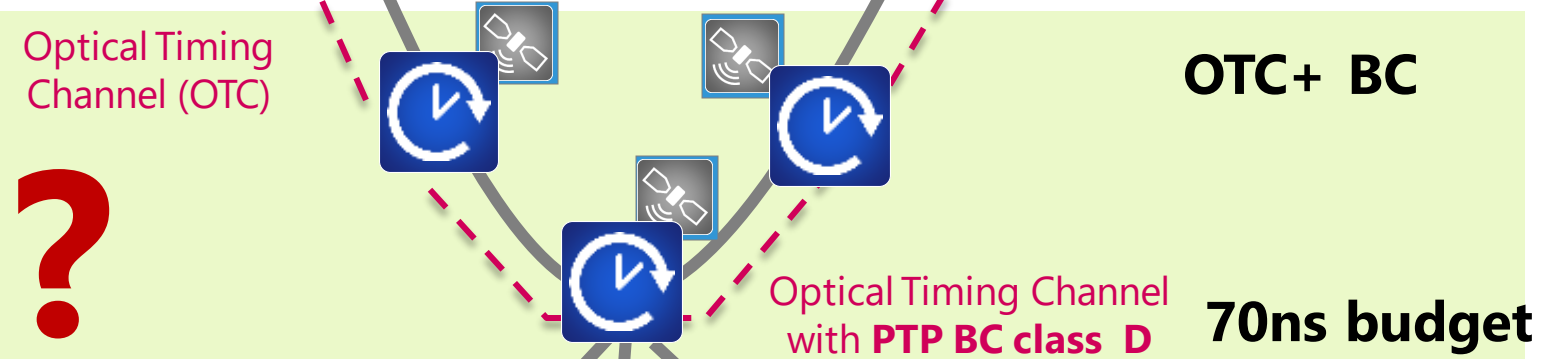 Optical Timing
Channel (OTC)
OTC+ BC
?
Optical Timing Channel
with PTP BC class D
70ns budget